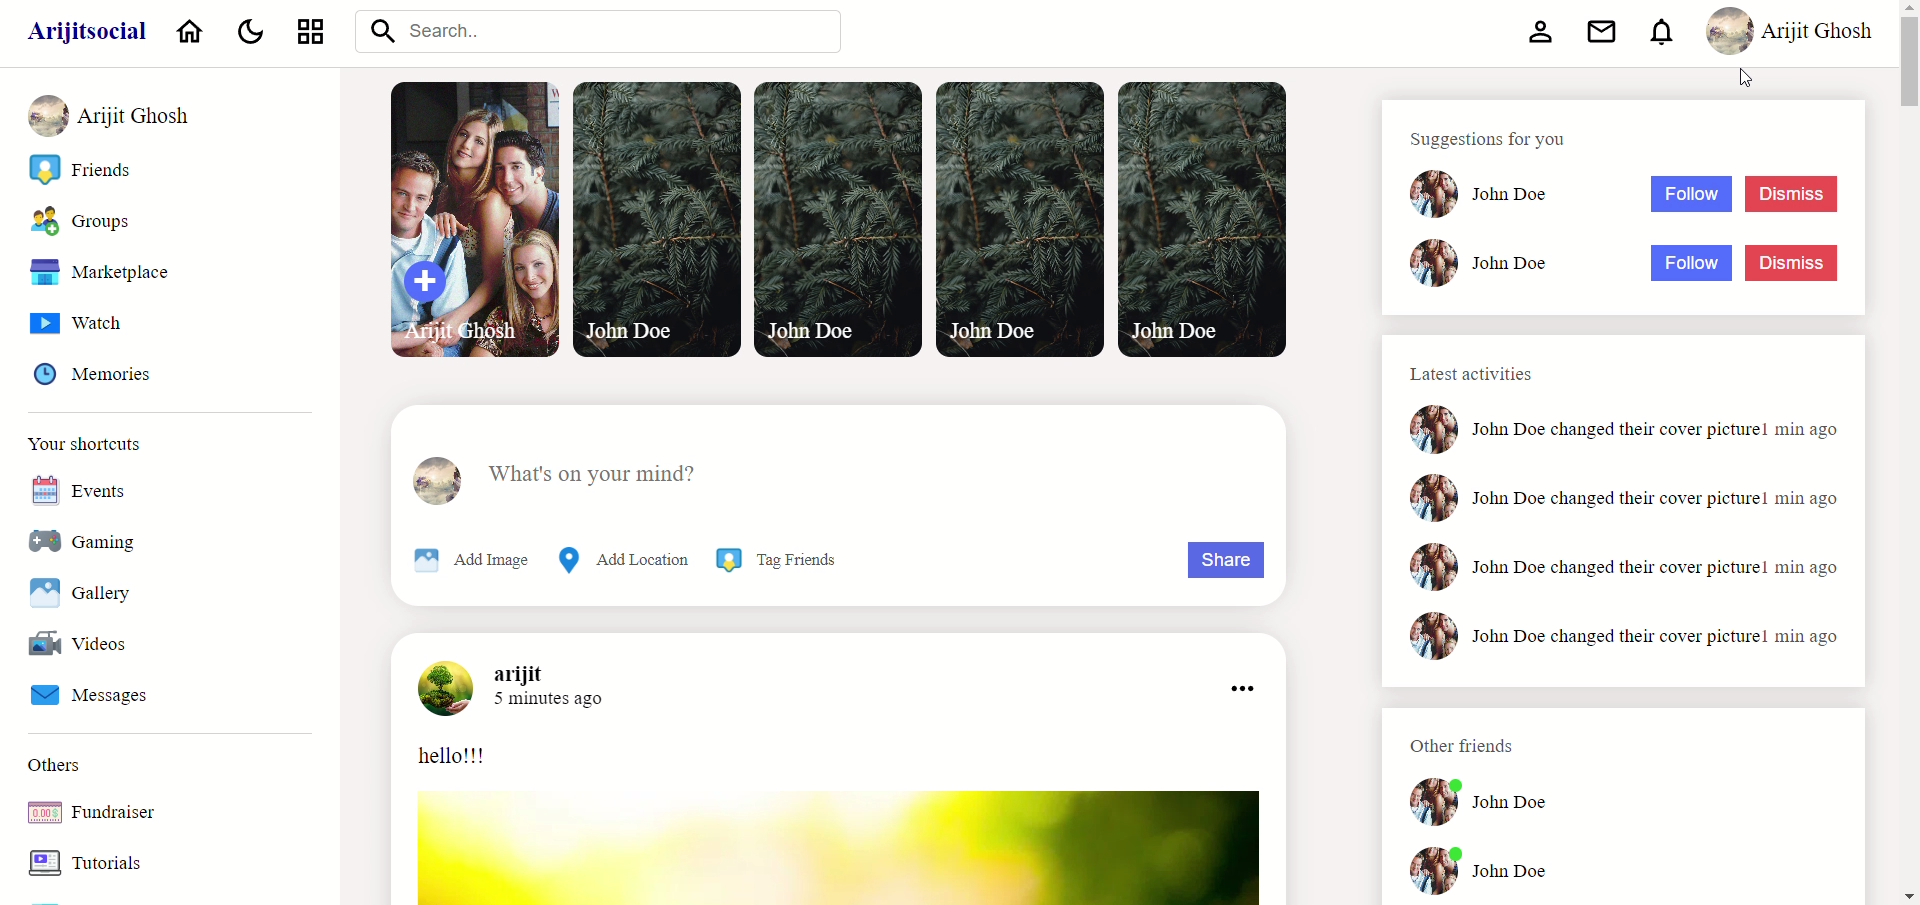 Arijitsocial
Search..
Arijit Ghosh
Arijit Ghosh
Friends
Groups
Marketplace
Watch
Memories
Your shortcuts
Events
Gaming
Gallery
Videos
Messages
Others
Fundraiser
Tutorials
Arijit Ghosh
John Doe
John Doe
John Doe
John Doe
What's on your mind?
Add Image
Add Location
Tag Friends
Share
arijit
5 minutes ago
hello!!!
Suggestions for you
John Doe Follow Dismiss
John Doe Follow Dismiss
Latest activities
John Doe changed their cover picture1 min ago
John Doe changed their cover picture1 min ago
John Doe changed their cover picture1 min ago
John Doe changed their cover picture1 min ago
Other friends
John Doe
John Doe